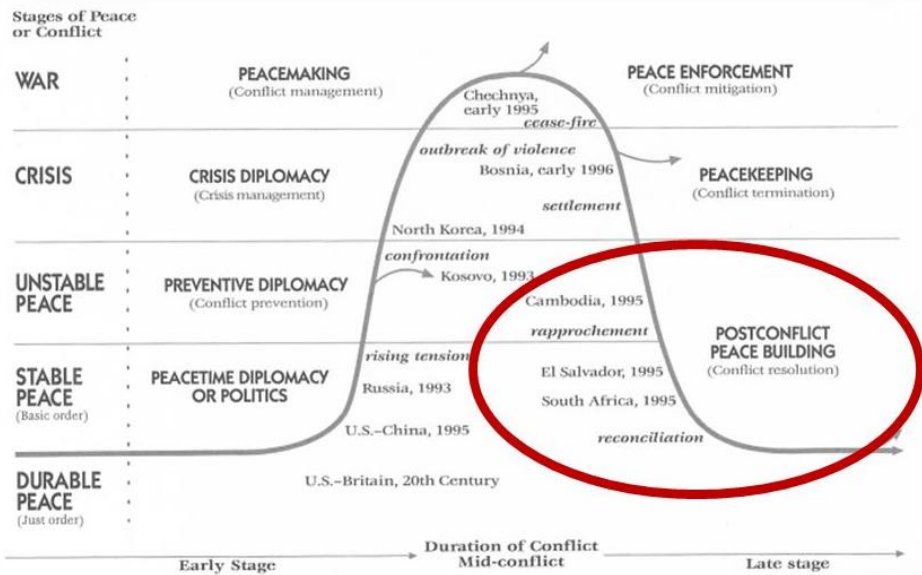 Stages of Peace
or Conflict
WAR
PEACEMAKING
(Conflict management)
Chechnya,
early 1995
cease-fire
PEACE ENFORCEMENT
(Conflict mitigation)
CRISIS
CRISIS DIPLOMACY
(Crisis management)
outbreak of violence
Bosnia, early 1996
settlement
North Korea, 1994
PEACEKEEPING
(Conflict termination)
UNSTABLE
PEACE
PREVENTIVE DIPLOMACY
(Conflict prevention)
confrontation
Kosovo, 1993
Cambodia, 1995
rapprochement
POSTCONFLICT
PEACE BUILDING
(Conflict resolution)
STABLE
PEACE
(Basic order)
PEACETIME DIPLOMACY
OR POLITICS
rising tension
Russia, 1993
U.S.–China, 1995
El Salvador, 1995
South Africa, 1995
reconciliation
DURABLE
PEACE
(Just order)
U.S.–Britain, 20th Century
Early Stage
Duration of Conflict
Mid-conflict
Late stage